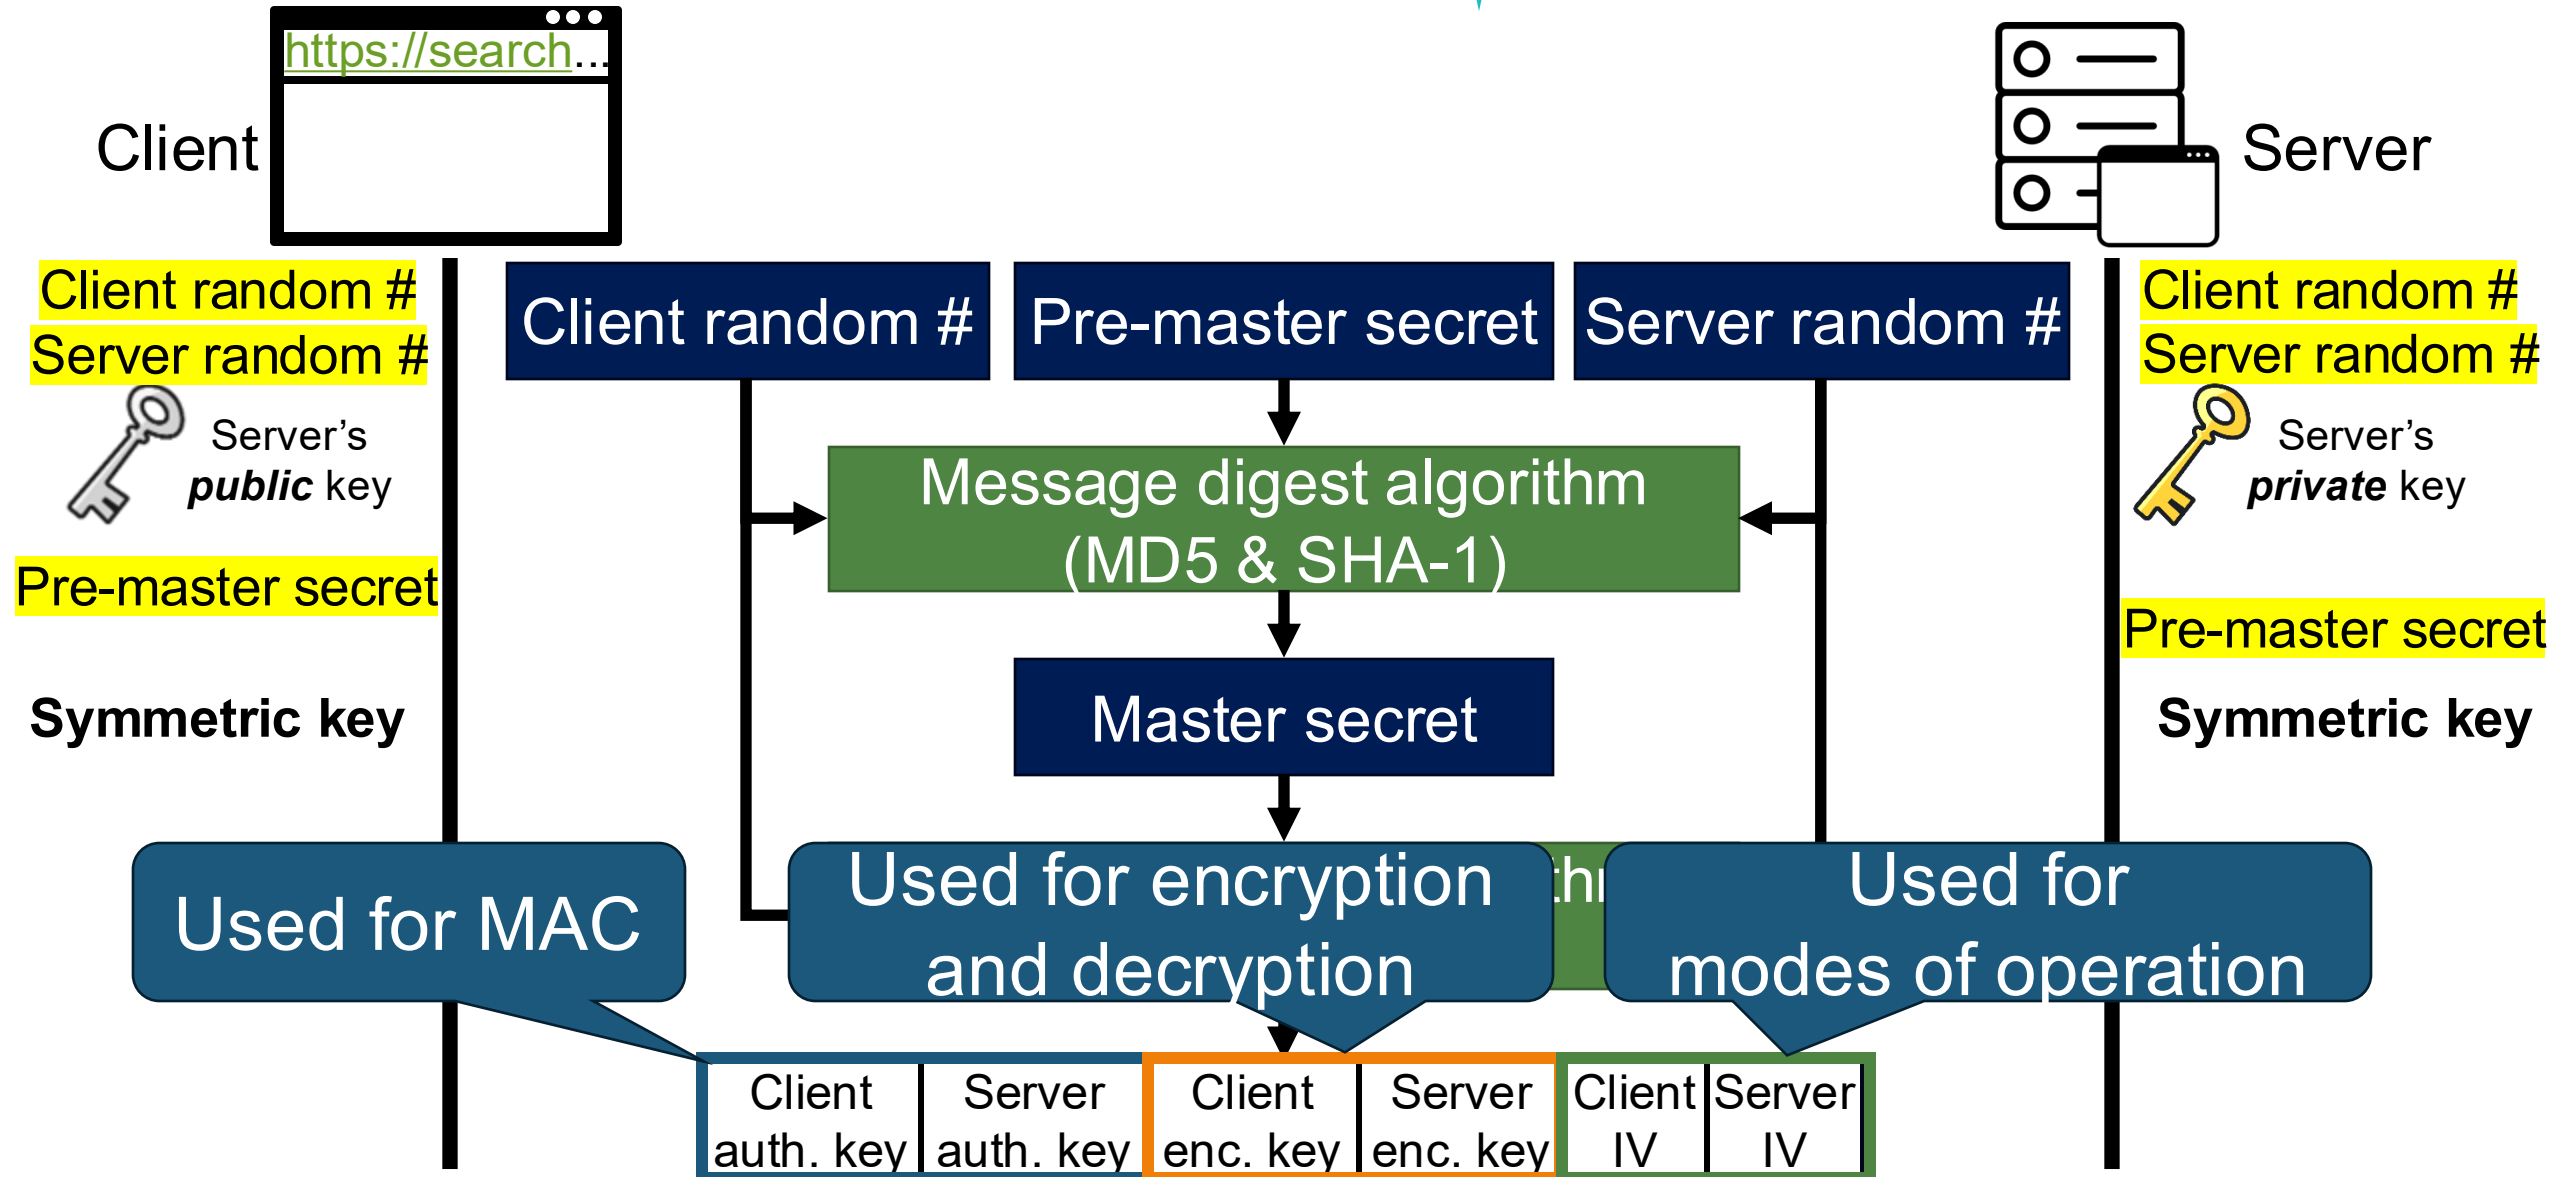 https://search...
Client
Server
Client random #
Server random #
Server's
public key
Pre-master secret
Symmetric key
Client random #
Pre-master secret
Server random #
Message digest algorithm
(MD5 & SHA-1)
Master secret
Client random #
Server random #
Server's
private key
Pre-master secret
Symmetric key
Used for MAC
Used for encryption
and decryption
Used for
modes of operation
Client
auth. key
Server
auth. key
Client
enc. key
Server
enc. key
Client
IV
Server
IV